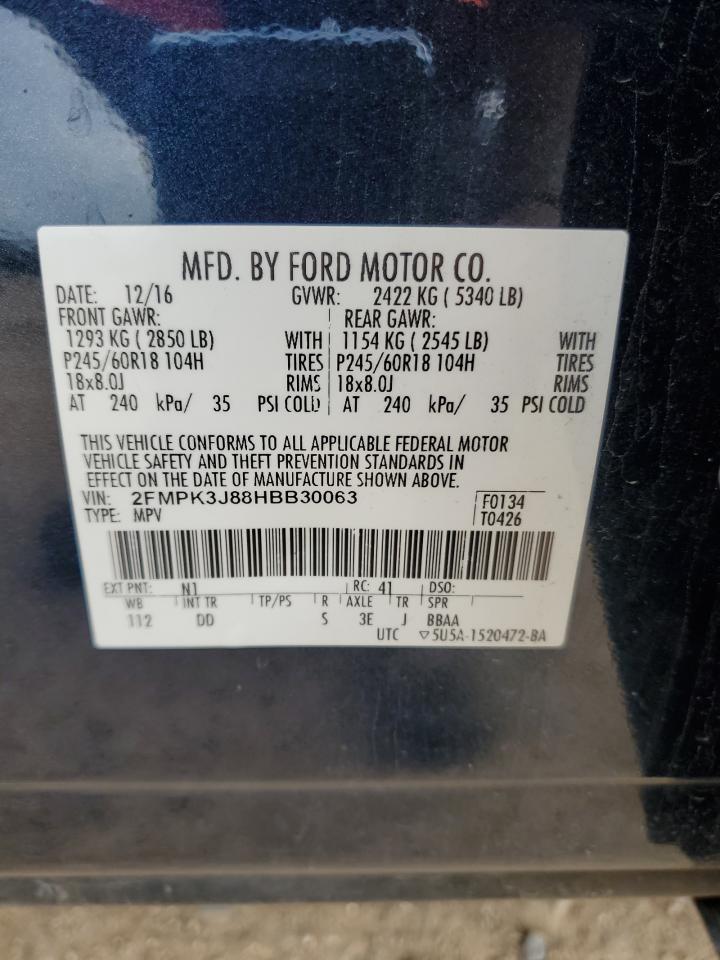 MFD. BY FORD MOTOR CO.
DATE: 12/16 GVWR: 2422 KG ( 5340 LB)
FRONT GAWR: REAR GAWR:
1293 KG ( 2850 LB) WITH 1154 KG ( 2545 LB) WITH
P245/60R18 104H TIRES P245/60R18 104H TIRES
18x8.0J RIMS 18x8.0J RIMS
AT 240 kPa/ 35 PSI COLD AT 240 kPa/ 35 PSI COLD
THIS VEHICLE CONFORMS TO ALL APPLICABLE FEDERAL MOTOR
VEHICLE SAFETY AND THEFT PREVENTION STANDARDS IN
EFFECT ON THE DATE OF MANUFACTURE SHOWN ABOVE.
VIN: 2FMPK3J88HBB30063 F0134
TYPE: MPV T0426
EXT PNT: N1 RC: 41 DSO:
WB INT TR TP/PS R AXLE TR SPR
112 DD S 3E J BBAA
UTC ▽5U5A-1520472-BA